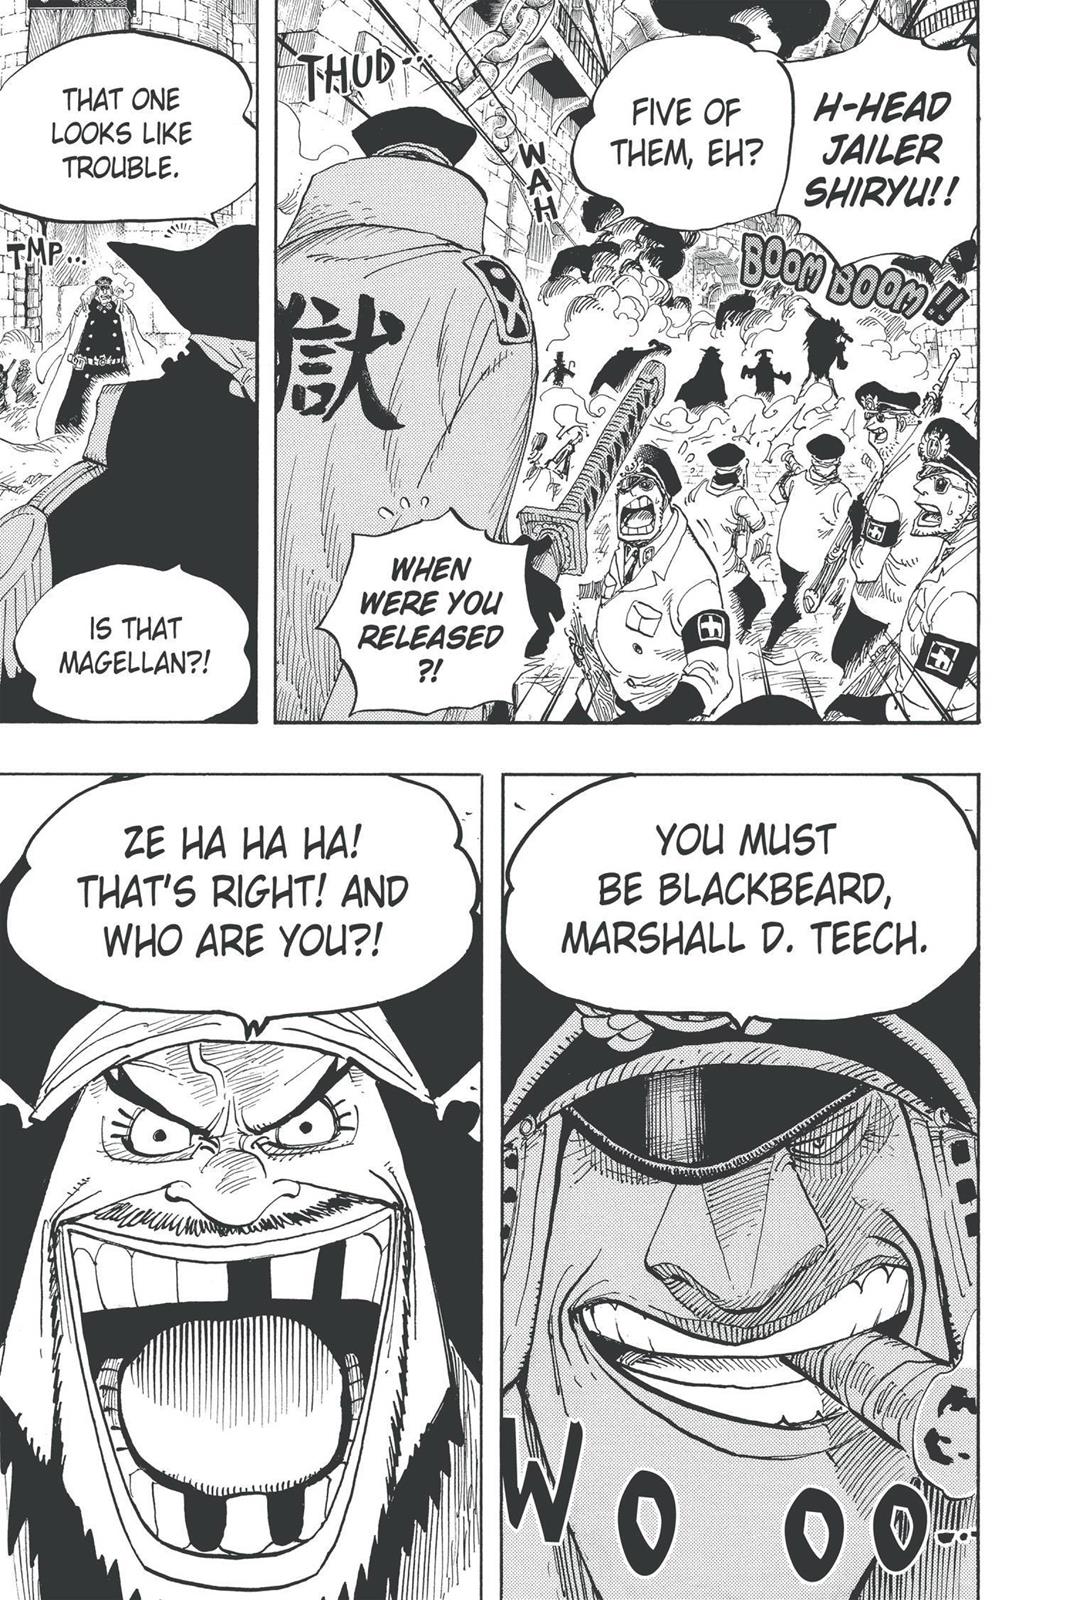 H-HEAD
JAILER
SHIRYU!!
FIVE OF
THEM, EH?
BOOM BOOM!!
WAH
THUD...
獄
WHEN
WERE YOU
RELEASED
?!
THAT ONE
LOOKS LIKE
TROUBLE.
TMP...
IS THAT
MAGELLAN?!
YOU MUST
BE BLACKBEARD,
MARSHALL D. TEECH.
WOOO...
ZE HA HA HA!
THAT'S RIGHT! AND
WHO ARE YOU?!